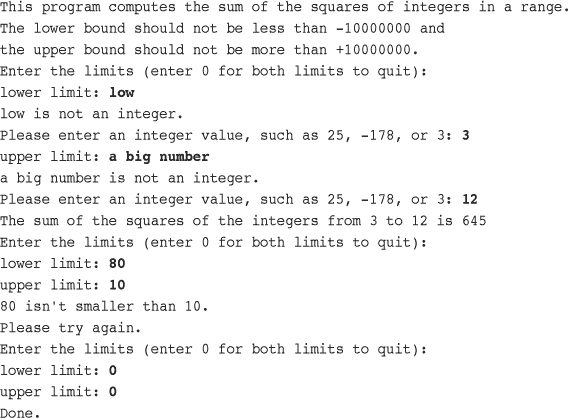 This program computes the sum of the squares of integers in a range.
The lower bound should not be less than -10000000 and
the upper bound should not be more than +10000000.
Enter the limits (enter 0 for both limits to quit):
lower limit: low
low is not an integer.
Please enter an integer value, such as 25, -178, or 3: 3
upper limit: a big number
a big number is not an integer.
Please enter an integer value, such as 25, -178, or 3: 12
The sum of the squares of the integers from 3 to 12 is 645
Enter the limits (enter 0 for both limits to quit):
lower limit: 80
upper limit: 10
80 isn't smaller than 10.
Please try again.
Enter the limits (enter 0 for both limits to quit):
lower limit: 0
upper limit: 0
Done.